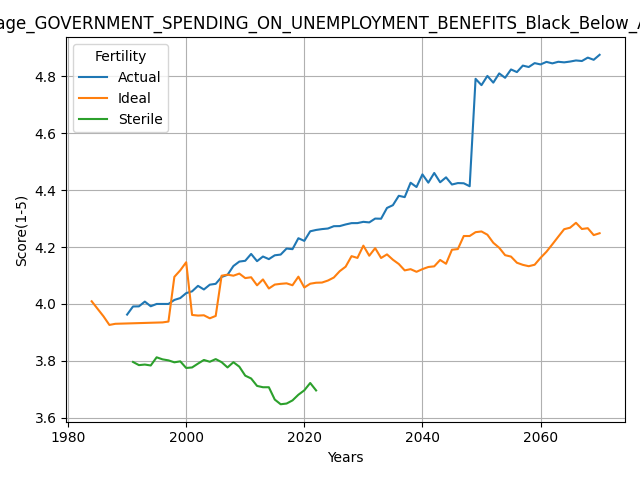 age_GOVERNMENT_SPENDING_ON_UNEMPLOYMENT_BENEFITS_Black_Below_A
Fertility
Actual
Ideal
Sterile
Score(1-5)
4.8
4.6
4.4
4.2
4.0
3.8
3.6
1980 2000 2020 2040 2060
Years